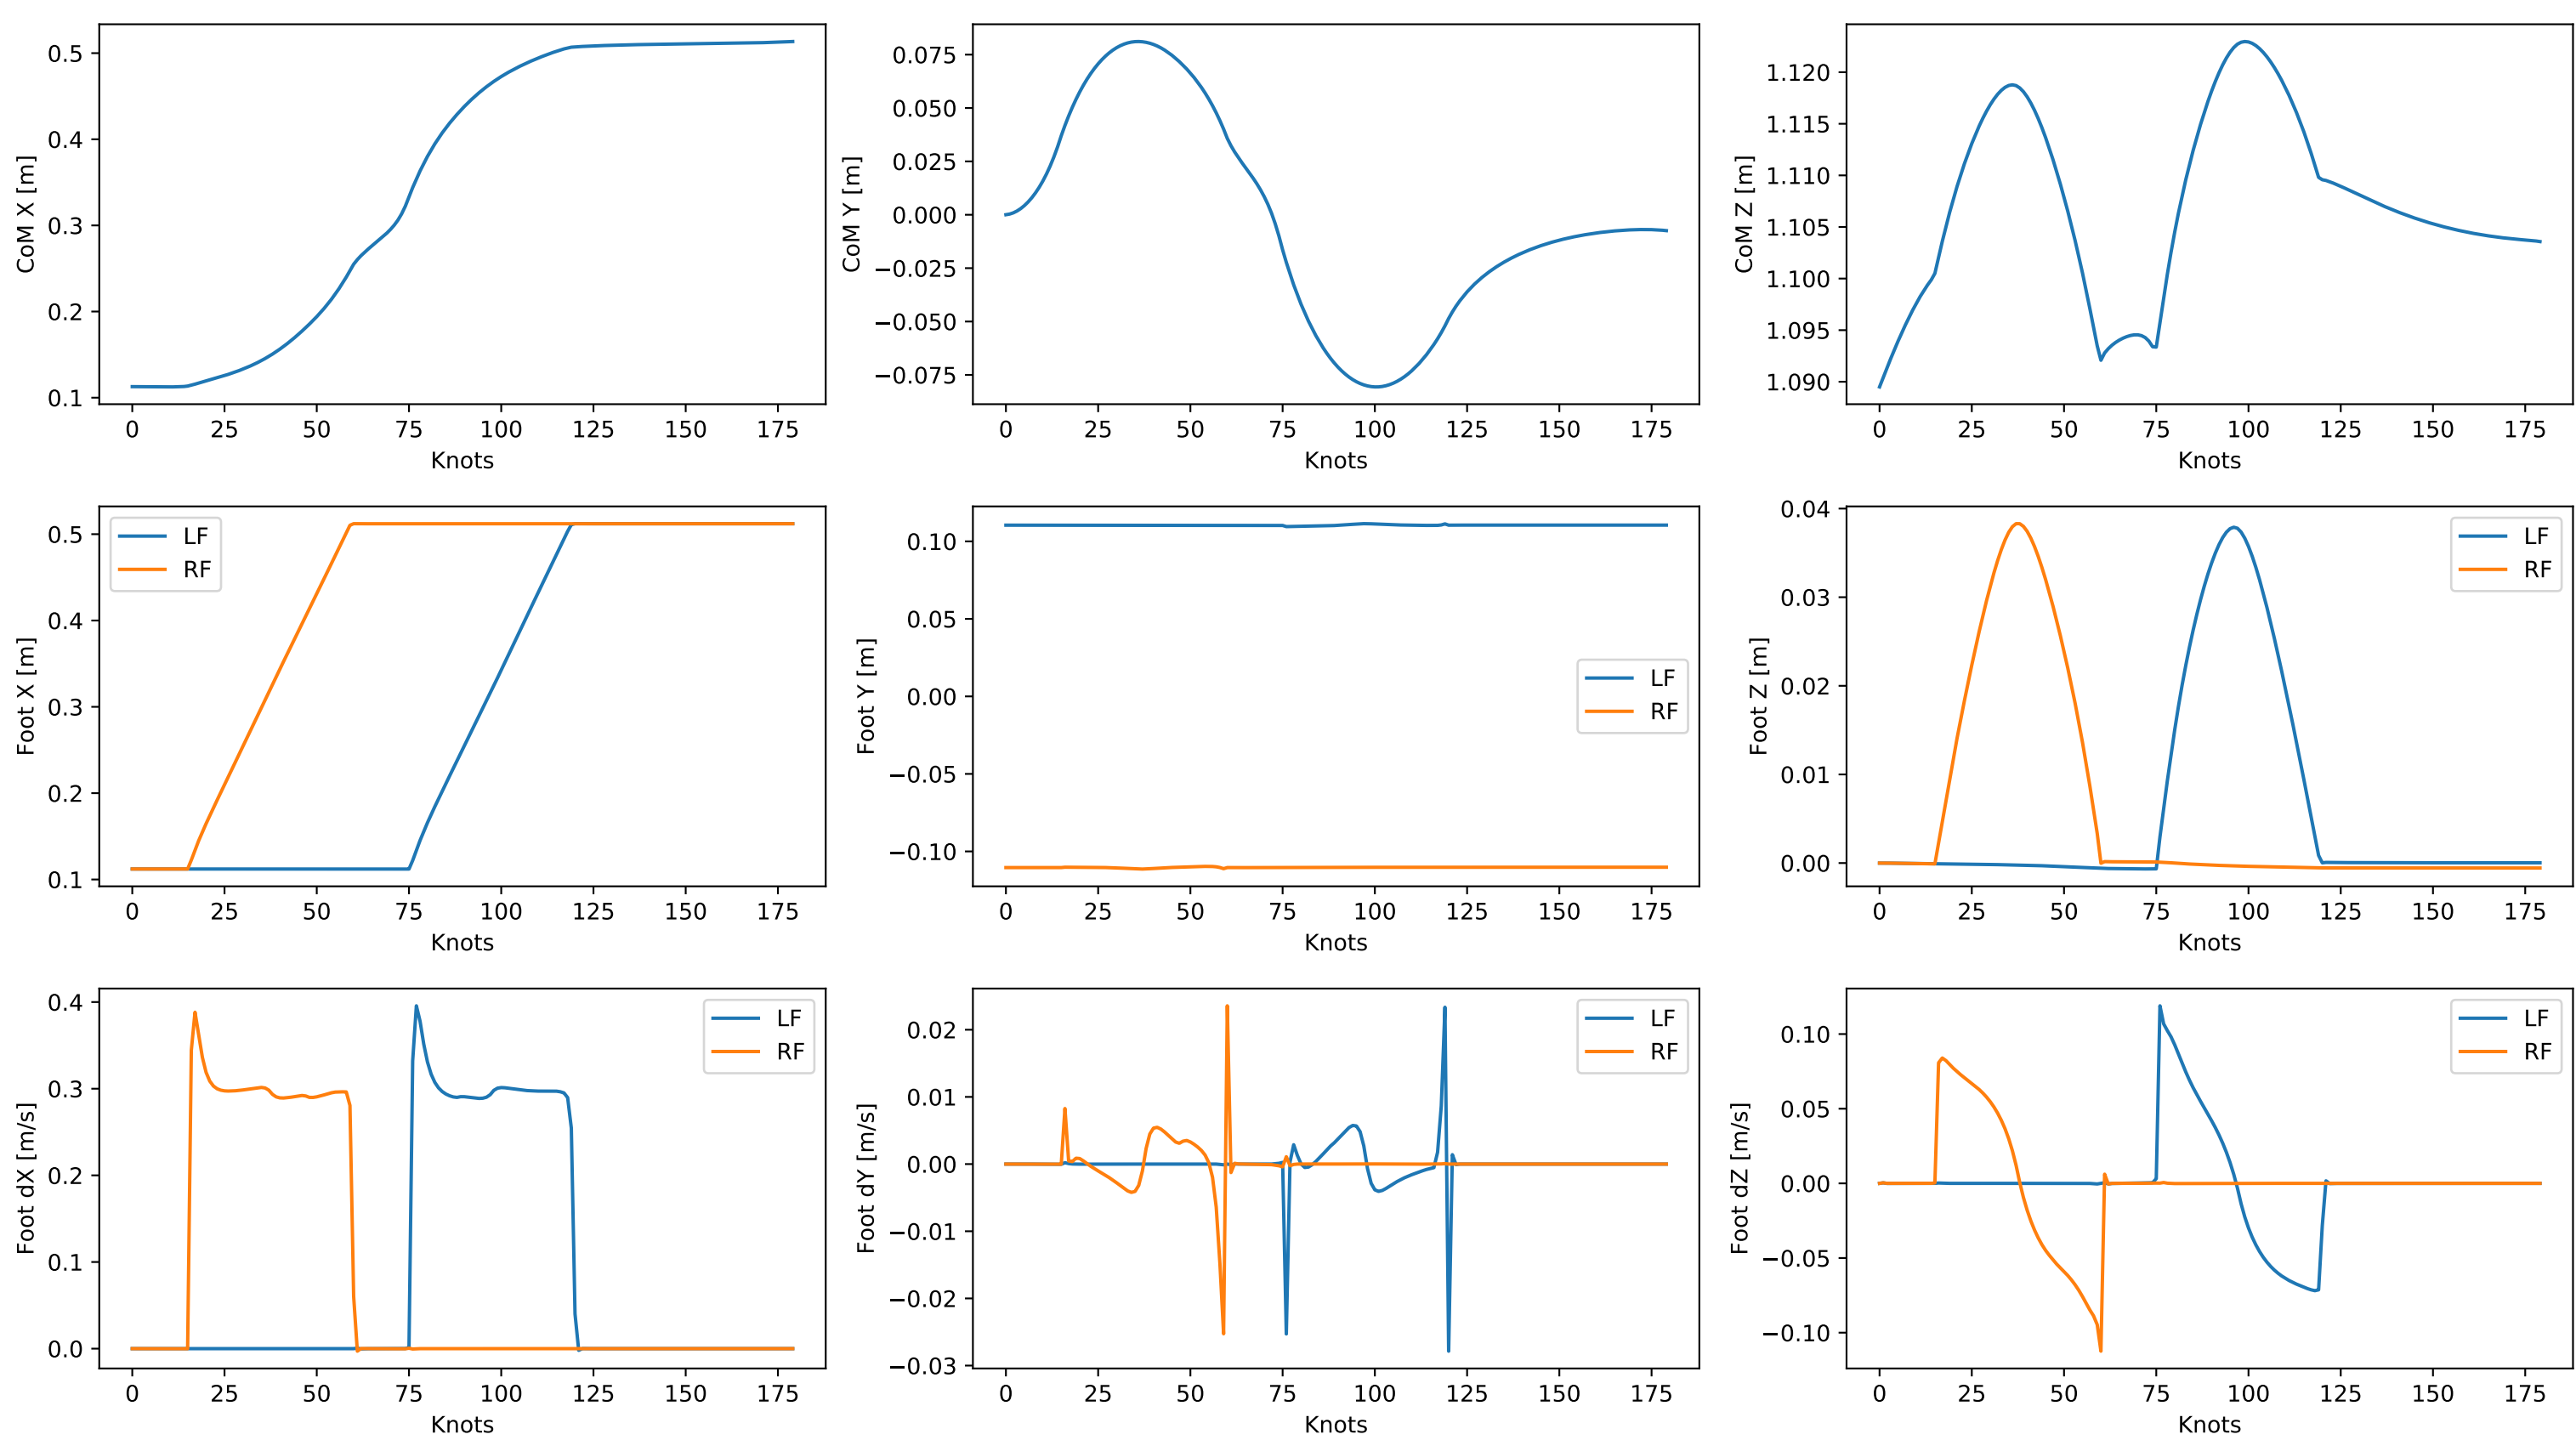 CoM X [m]
0.5
0.4
0.3
0.2
0.1
0 25 50 75 100 125 150 175
Knots
CoM Y [m]
0.075
0.050
0.025
0.000
−0.025
−0.050
−0.075
0 25 50 75 100 125 150 175
Knots
CoM Z [m]
1.120
1.115
1.110
1.105
1.100
1.095
1.090
0 25 50 75 100 125 150 175
Knots
Foot X [m]
0.5
0.4
0.3
0.2
0.1
LF
RF
0 25 50 75 100 125 150 175
Knots
Foot Y [m]
0.10
0.05
0.00
−0.05
−0.10
LF
RF
0 25 50 75 100 125 150 175
Knots
Foot Z [m]
0.04
0.03
0.02
0.01
0.00
LF
RF
0 25 50 75 100 125 150 175
Knots
Foot dX [m/s]
0.4
0.3
0.2
0.1
0.0
LF
RF
0 25 50 75 100 125 150 175
Knots
Foot dY [m/s]
0.02
0.01
0.00
−0.01
−0.02
−0.03
LF
RF
0 25 50 75 100 125 150 175
Knots
Foot dZ [m/s]
0.10
0.05
0.00
−0.05
−0.10
LF
RF
0 25 50 75 100 125 150 175
Knots